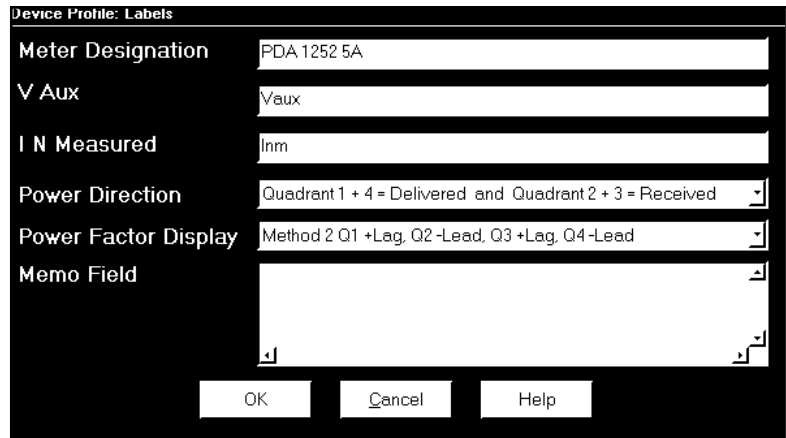 Device Profile: Labels
Meter Designation PDA 1252 5A
V Aux Vaux
I N Measured Inm
Power Direction Quadrant 1 + 4 = Delivered and Quadrant 2 + 3 = Received
Power Factor Display Method 2 Q1 +Lag, Q2 -Lead, Q3 +Lag, Q4 -Lead
Memo Field
OK Cancel Help